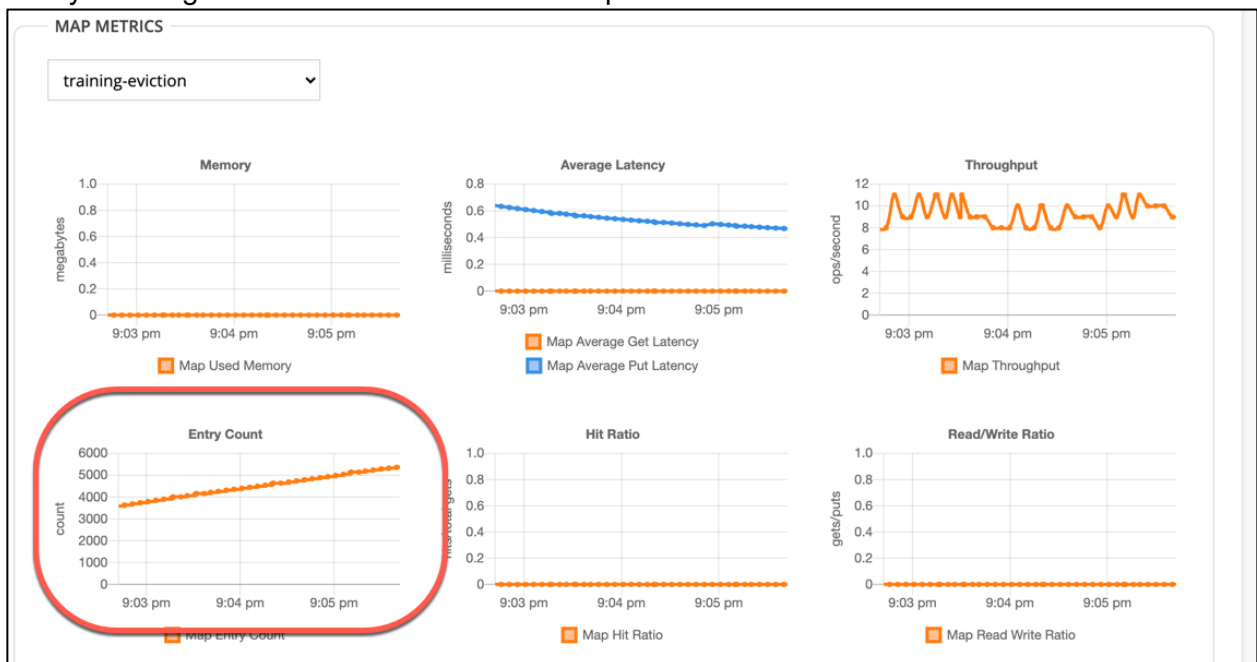 MAP METRICS
training-eviction
Memory
1.0
0.8
0.6
0.4
0.2
0
megabytes
9:03 pm 9:04 pm 9:05 pm
Map Used Memory
Average Latency
0.8
0.6
0.4
0.2
0
milliseconds
9:03 pm 9:04 pm 9:05 pm
Map Average Get Latency
Map Average Put Latency
Throughput
12
10
8
6
4
2
0
ops/second
9:03 pm 9:04 pm 9:05 pm
Map Throughput
Entry Count
6000
5000
4000
3000
2000
1000
0
count
9:03 pm 9:04 pm 9:05 pm
Map Entry Count
Hit Ratio
1.0
0.8
0.6
0.4
0.2
0
hits/total gets
9:03 pm 9:04 pm 9:05 pm
Map Hit Ratio
Read/Write Ratio
1.0
0.8
0.6
0.4
0.2
0
gets/puts
9:03 pm 9:04 pm 9:05 pm
Map Read Write Ratio